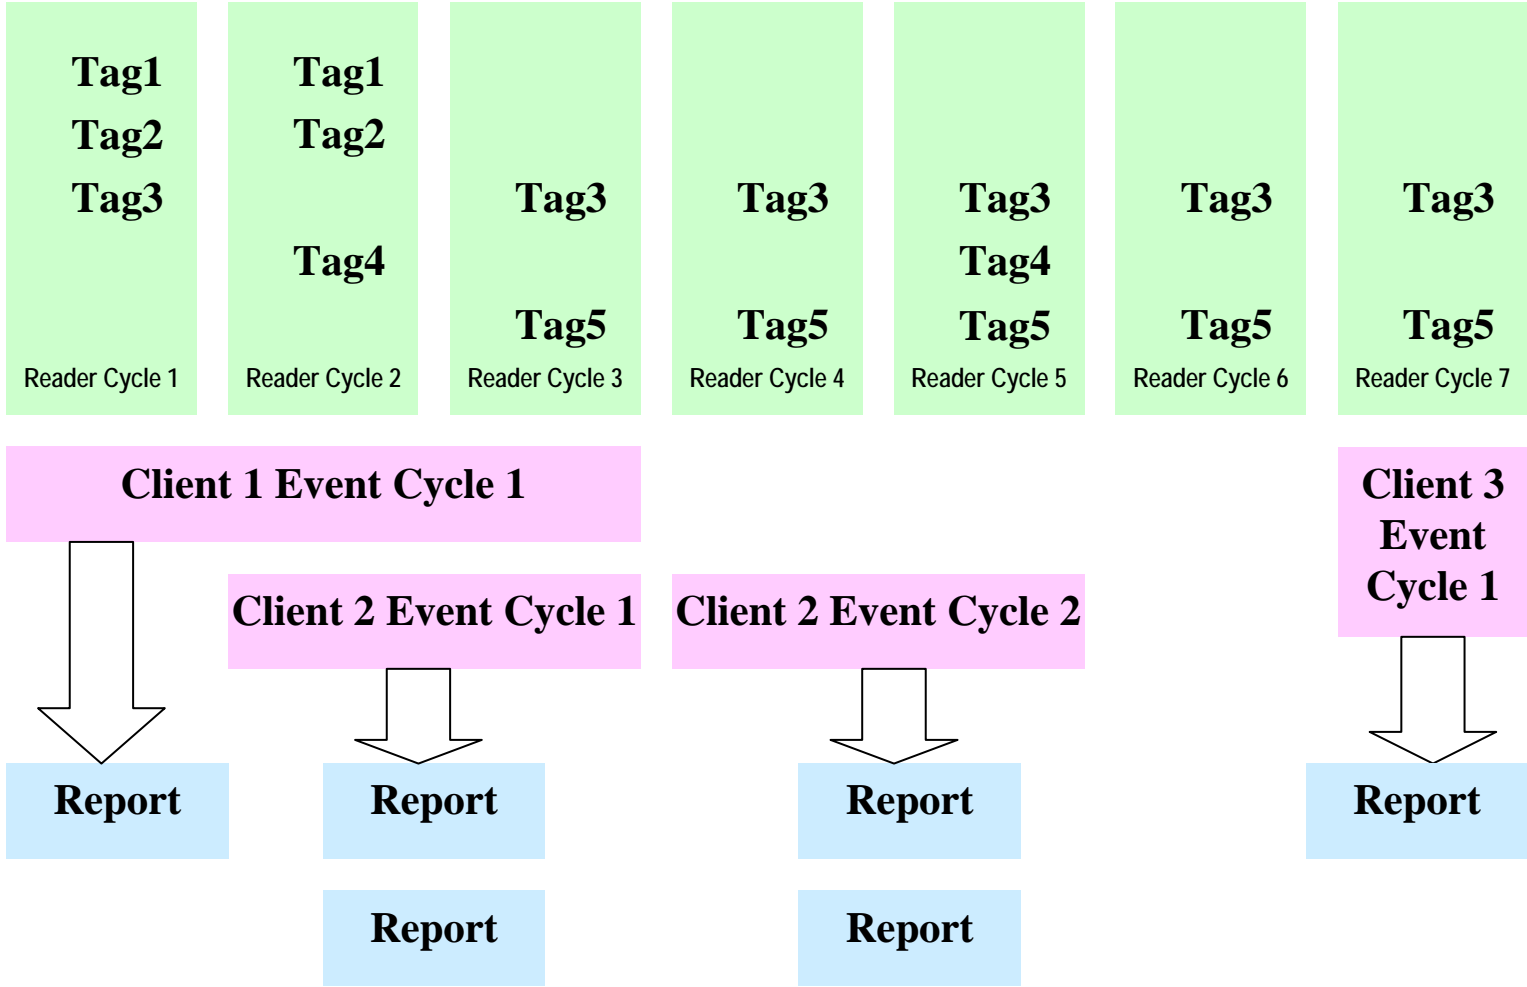 Tag1
Tag2
Tag3
Reader Cycle 1
Tag1
Tag2
Tag4
Reader Cycle 2
Tag3
Tag5
Reader Cycle 3
Tag3
Tag5
Reader Cycle 4
Tag3
Tag4
Tag5
Reader Cycle 5
Tag3
Tag5
Reader Cycle 6
Tag3
Tag5
Reader Cycle 7
Client 1 Event Cycle 1
Client 2 Event Cycle 1
Client 2 Event Cycle 2
Client 3
Event
Cycle 1
Report
Report
Report
Report
Report
Report